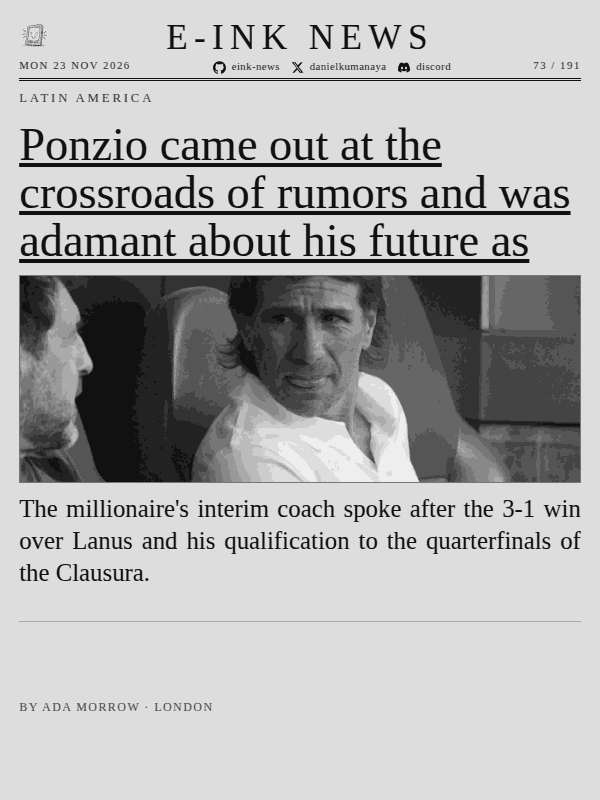 E-INK NEWS
MON 23 NOV 2026
eink-news
danielkumanaya
discord
73 / 191
LATIN AMERICA
Ponzio came out at the
crossroads of rumors and was
adamant about his future as
The millionaire's interim coach spoke after the 3-1 win
over Lanus and his qualification to the quarterfinals of
the Clausura.
BY ADA MORROW · LONDON